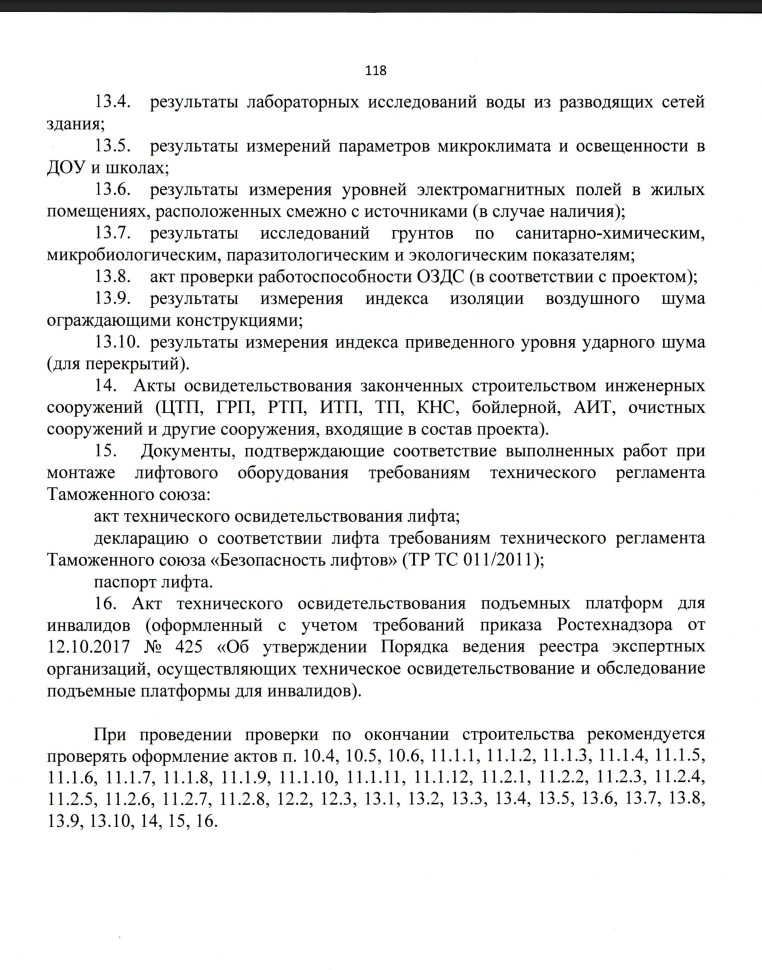 118
13.4. результаты лабораторных исследований воды из разводящих сетей
здания;
13.5. результаты измерений параметров микроклимата и освещенности в
ДОУ и школах;
13.6. результаты измерения уровней электромагнитных полей в жилых
помещениях, расположенных смежно с источниками (в случае наличия);
13.7. результаты исследований грунтов по санитарно-химическим,
микробиологическим, паразитологическим и экологическим показателям;
13.8. акт проверки работоспособности ОЗДС (в соответствии с проектом);
13.9. результаты измерения индекса изоляции воздушного шума
ограждающими конструкциями;
13.10. результаты измерения индекса приведенного уровня ударного шума
(для перекрытий).
14. Акты освидетельствования законченных строительством инженерных
сооружений (ЦТП, ГРП, РТП, ИТП, ТП, КНС, бойлерной, АИТ, очистных
сооружений и другие сооружения, входящие в состав проекта).
15. Документы, подтверждающие соответствие выполненных работ при
монтаже лифтового оборудования требованиям технического регламента
Таможенного союза:
акт технического освидетельствования лифта;
декларацию о соответствии лифта требованиям технического регламента
Таможенного союза «Безопасность лифтов» (ТР ТС 011/2011);
паспорт лифта.
16. Акт технического освидетельствования подъемных платформ для
инвалидов (оформленный с учетом требований приказа Ростехнадзора от
12.10.2017 № 425 «Об утверждении Порядка ведения реестра экспертных
организаций, осуществляющих техническое освидетельствование и обследование
подъемные платформы для инвалидов).
При проведении проверки по окончании строительства рекомендуется
проверять оформление актов п. 10.4, 10.5, 10.6, 11.1.1, 11.1.2, 11.1.3, 11.1.4, 11.1.5,
11.1.6, 11.1.7, 11.1.8, 11.1.9, 11.1.10, 11.1.11, 11.1.12, 11.2.1, 11.2.2, 11.2.3, 11.2.4,
11.2.5, 11.2.6, 11.2.7, 11.2.8, 12.2, 12.3, 13.1, 13.2, 13.3, 13.4, 13.5, 13.6, 13.7, 13.8,
13.9, 13.10, 14, 15, 16.